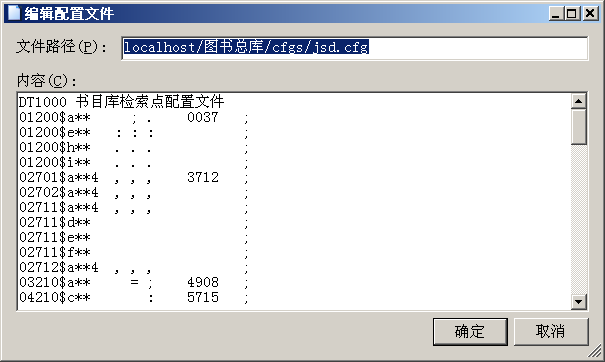 编辑配置文件
文件路径(P): localhost/图书总库/cfgs/jsd.cfg
内容(C):
DT1000 书目库检索点配置文件
01200$a**     ; .    0037   ;
01200$e**   : : :           ;
01200$h**   . . .           ;
01200$i**   . . .           ;
02701$a**4  , , ,    3712   ;
02702$a**4  , , ,           ;
02711$a**4  , , ,           ;
02711$d**                   ;
02711$e**                   ;
02711$f**                   ;
02712$a**4  , , ,           ;
03210$a**     = ;    4908   ;
04210$c**       :    5715   ;
确定 取消